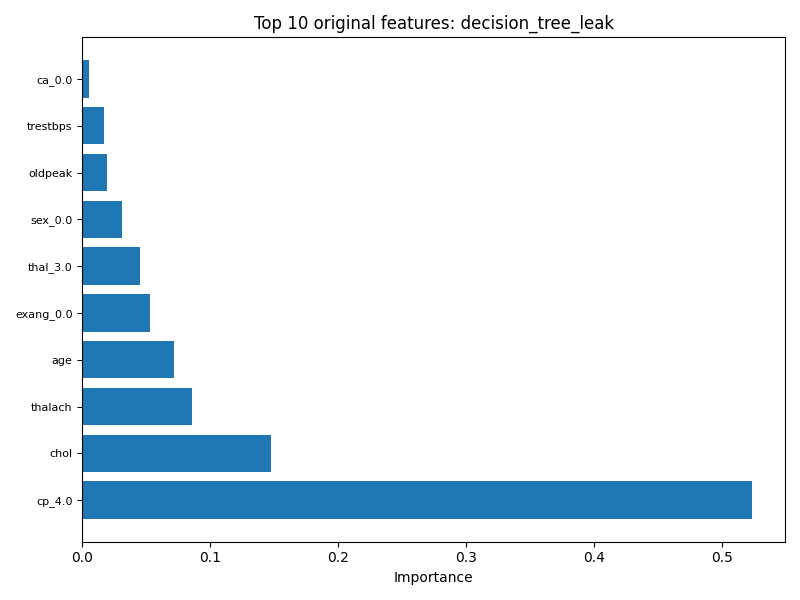 Top 10 original features: decision_tree_leak
ca_0.0
trestbps
oldpeak
sex_0.0
thal_3.0
exang_0.0
age
thalach
chol
cp_4.0
0.0 0.1 0.2 0.3 0.4 0.5
Importance